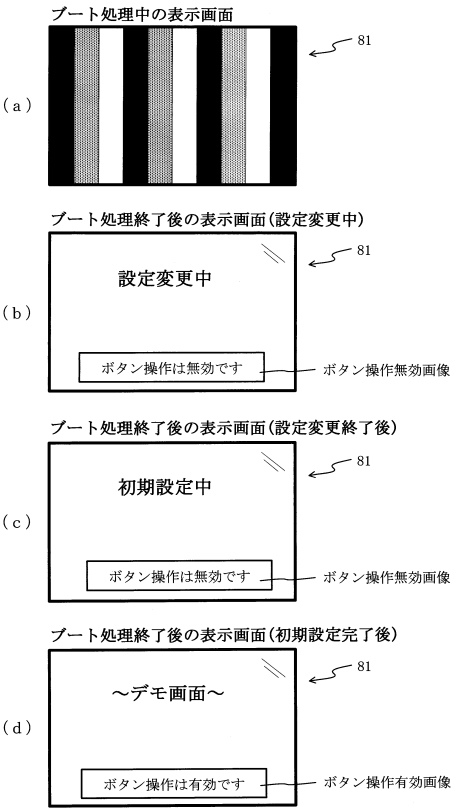 ブート処理中の表示画面
81
(a)
ブート処理終了後の表示画面(設定変更中)
81
設定変更中
(b)
ボタン操作は無効です
ボタン操作無効画像
ブート処理終了後の表示画面(設定変更終了後)
81
初期設定中
(c)
ボタン操作は無効です
ボタン操作無効画像
ブート処理終了後の表示画面(初期設定完了後)
81
～デモ画面～
(d)
ボタン操作は有効です
ボタン操作有効画像